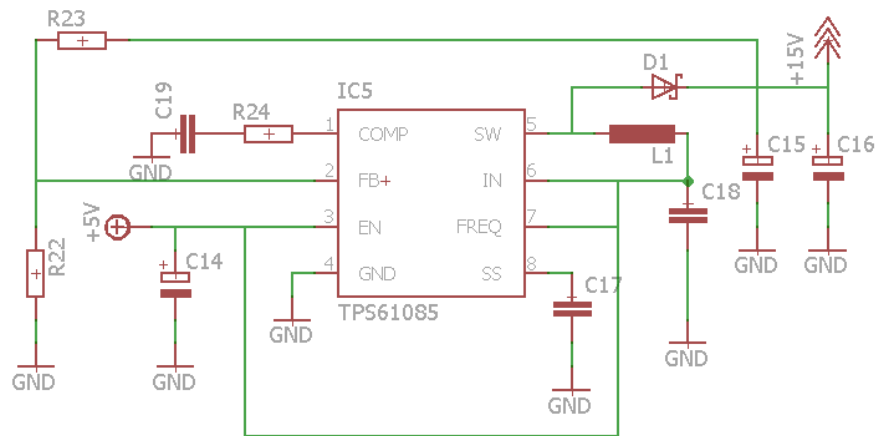 R23
C19
R24
IC5
D1
+15V
1
COMP
SW
5
L1
C15
C16
GND
2
FB+
IN
6
C18
+5V
3
EN
FREQ
7
R22
C14
4
GND
SS
8
C17
GND
GND
GND
TPS61085
GND
GND
GND
GND
GND